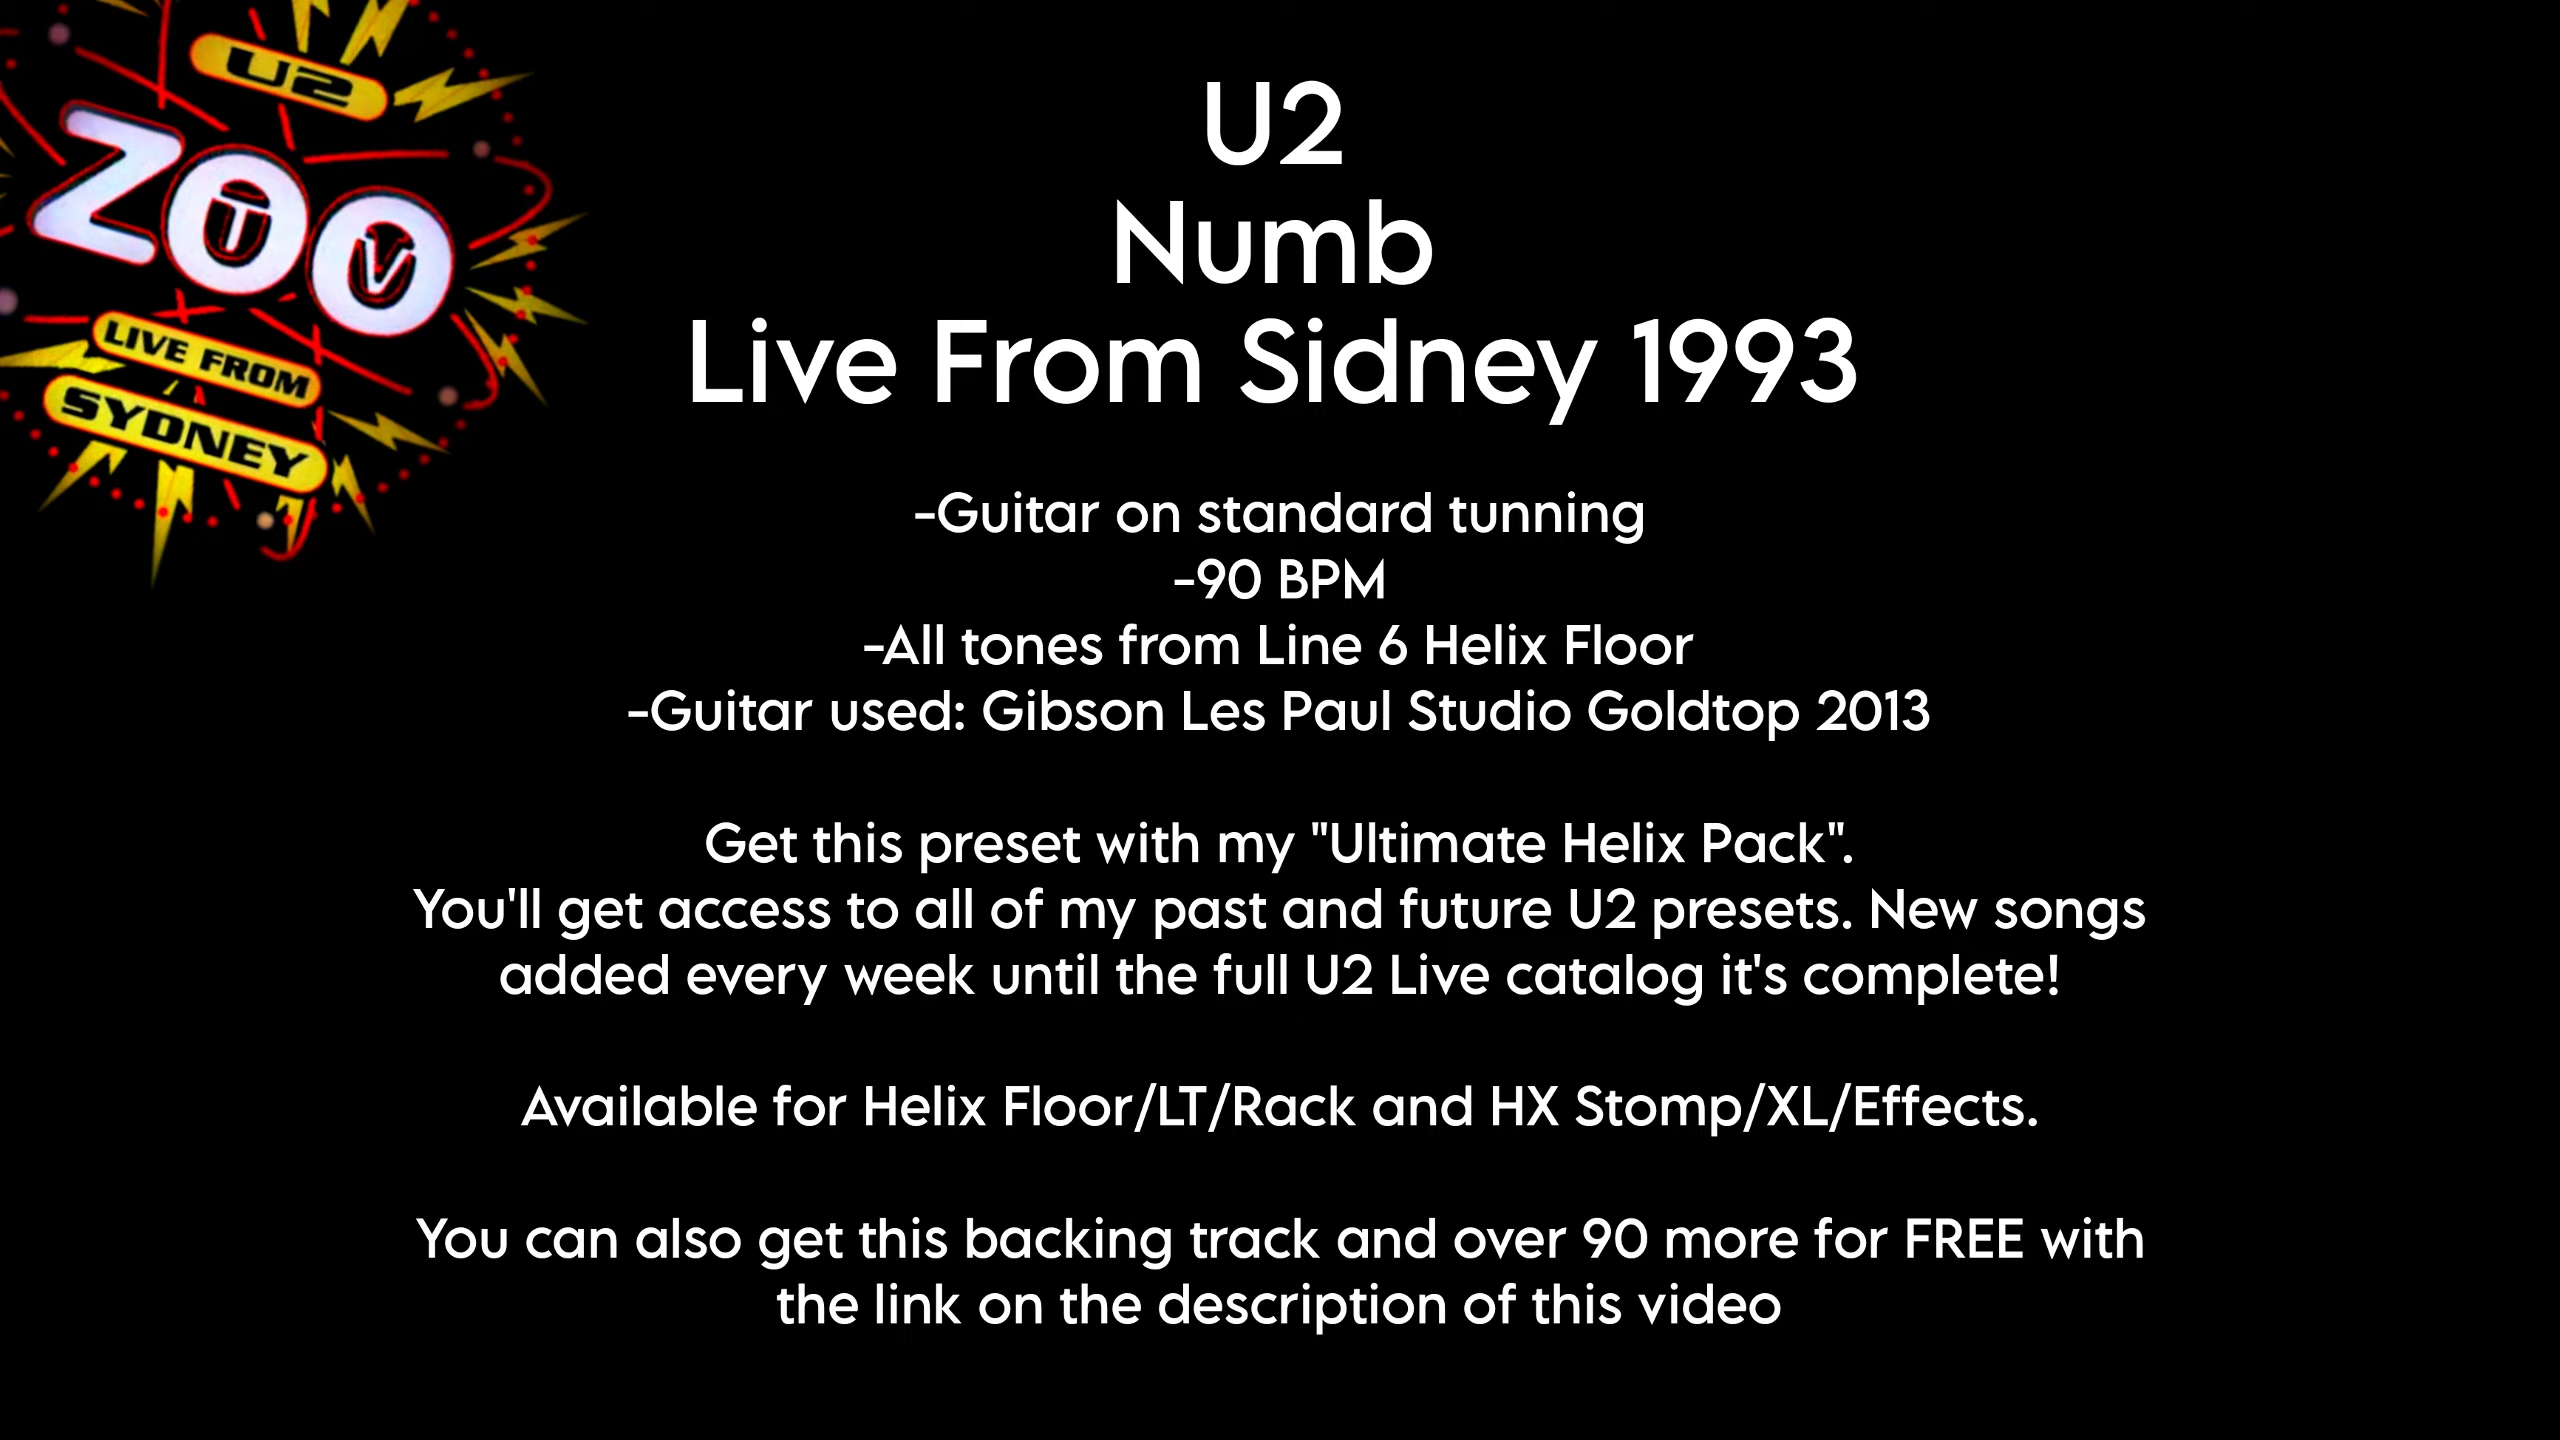 U2
ZOO
TV
LIVE FROM
SYDNEY
U2
Numb
Live From Sidney 1993
-Guitar on standard tunning
-90 BPM
-All tones from Line 6 Helix Floor
-Guitar used: Gibson Les Paul Studio Goldtop 2013
Get this preset with my "Ultimate Helix Pack".
You'll get access to all of my past and future U2 presets. New songs
added every week until the full U2 Live catalog it's complete!
Available for Helix Floor/LT/Rack and HX Stomp/XL/Effects.
You can also get this backing track and over 90 more for FREE with
the link on the description of this video